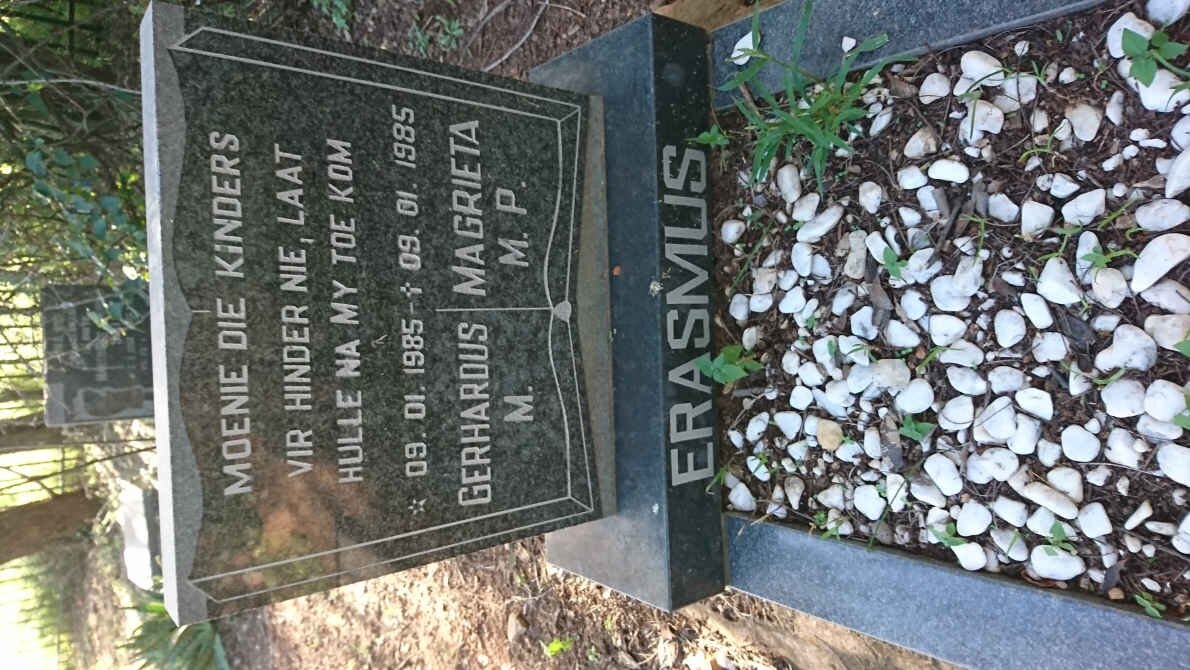 MOENIE DIE KINDERS
VIR HINDER NIE, LAAT
HULLE NA MY TOE KOM
☆ 09. 01. 1985 - † 09. 01. 1985
GERHARDUS MAGRIETA
M. M. P.
ERASMUS